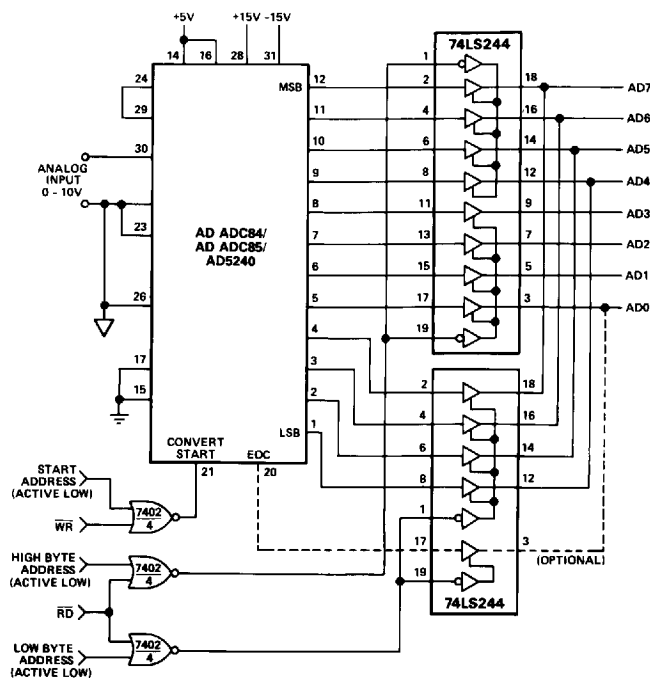 +5V
+15V -15V
14
16
28
31
74LS244
1
24
MSB
12
2
18
AD7
29
11
4
16
AD6
30
10
6
14
AD5
ANALOG
INPUT
0 - 10V
9
8
12
AD4
8
11
9
AD3
23
AD ADC84/
AD ADC85/
AD5240
7
13
7
AD2
6
15
5
AD1
26
5
17
3
AD0
4
19
17
3
15
2
2
18
LSB
1
4
16
CONVERT
START
EOC
6
14
21
20
8
12
START
ADDRESS
(ACTIVE LOW)
7402
4
WR
1
17
3
(OPTIONAL)
HIGH BYTE
ADDRESS
(ACTIVE LOW)
7402
4
19
RD
74LS244
7402
4
LOW BYTE
ADDRESS
(ACTIVE LOW)